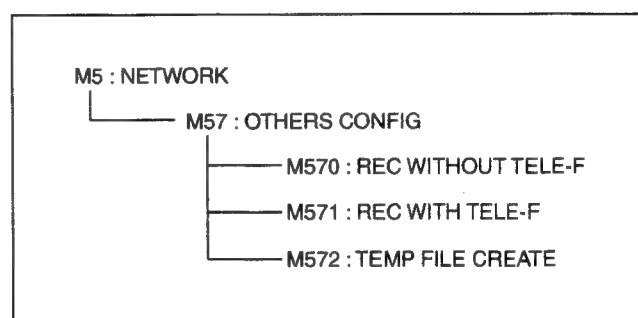 M5 : NETWORK
M57 : OTHERS CONFIG
M570 : REC WITHOUT TELE-F
M571 : REC WITH TELE-F
M572 : TEMP FILE CREATE